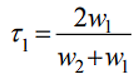 τ₁ = 2w₁ / (w₂+w₁)